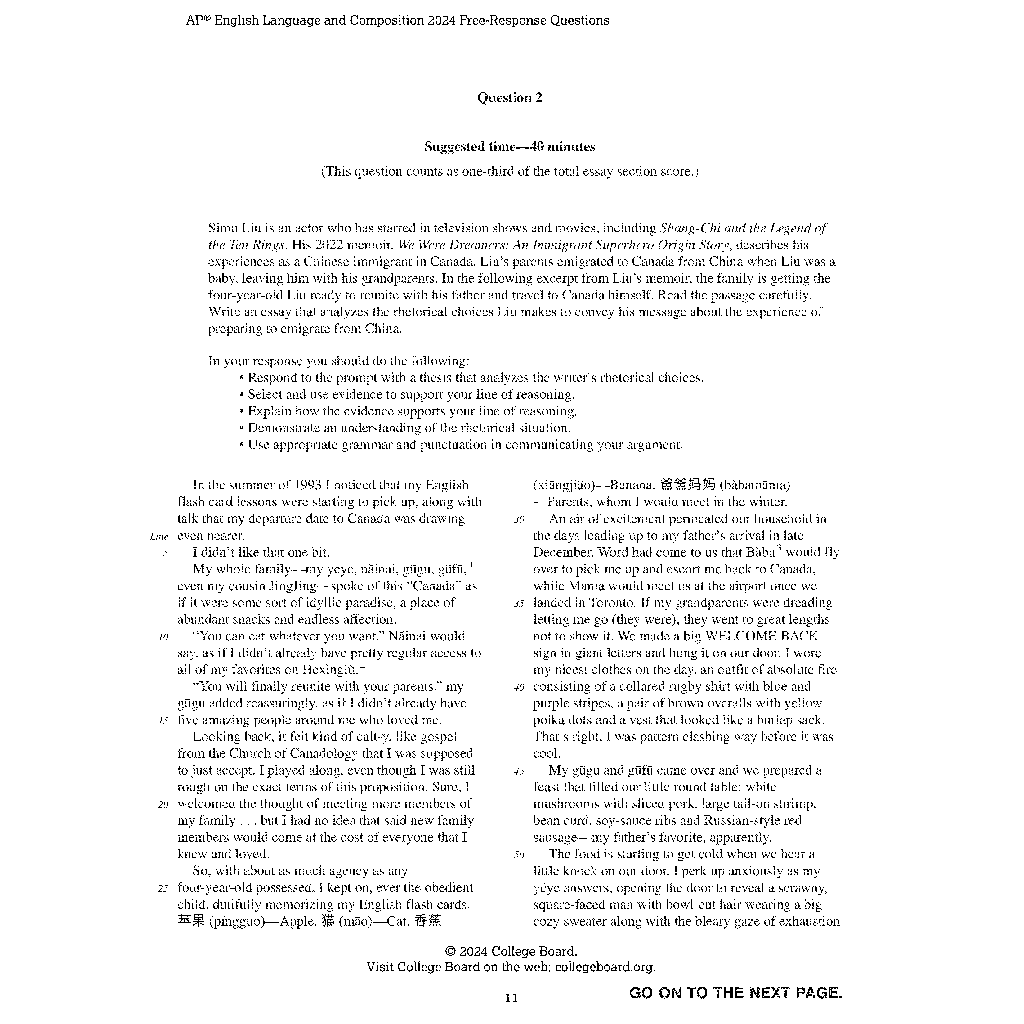 AP® English Language and Composition 2024 Free-Response Questions
Question 2
Suggested time—40 minutes
(This question counts as one-third of the total essay section score.)
Simu Liu is an actor who has starred in television shows and movies, including Shang-Chi and the Legend of
the Ten Rings. His 2022 memoir, We Were Dreamers: An Immigrant Superhero Origin Story, describes his
experiences as a Chinese immigrant in Canada. Liu's parents emigrated to Canada from China when Liu was a
baby, leaving him with his grandparents. In the following excerpt from Liu's memoir, the family is getting the
four-year-old Liu ready to reunite with his father and travel to Canada himself. Read the passage carefully.
Write an essay that analyzes the rhetorical choices Liu makes to convey his message about the experience of
preparing to emigrate from China.
In your response you should do the following:
• Respond to the prompt with a thesis that analyzes the writer's rhetorical choices.
• Select and use evidence to support your line of reasoning.
• Explain how the evidence supports your line of reasoning.
• Demonstrate an understanding of the rhetorical situation.
• Use appropriate grammar and punctuation in communicating your argument.
In the summer of 1993 I noticed that my English
flash card lessons were starting to pick up, along with
talk that my departure date to Canada was drawing
Line even nearer.
5 I didn't like that one bit.
My whole family--my yéye, năinai, gūgu, gūfū,1
even my cousin JingJing--spoke of this "Canada" as
if it were some sort of idyllic paradise, a place of
abundant snacks and endless affection.
10 "You can eat whatever you want," Năinai would
say, as if I didn't already have pretty regular access to
all of my favorites on Hexinglù.2
"You will finally reunite with your parents," my
gūgu added reassuringly, as if I didn't already have
15 five amazing people around me who loved me.
Looking back, it felt kind of cult-y, like gospel
from the Church of Canadology that I was supposed
to just accept. I played along, even though I was still
rough on the exact terms of this proposition. Sure, I
20 welcomed the thought of meeting more members of
my family . . . but I had no idea that said new family
members would come at the cost of everyone that I
knew and loved.
So, with about as much agency as any
25 four-year-old possessed, I kept on, ever the obedient
child, dutifully memorizing my English flash cards.
苹果 (píngguǒ)—Apple. 猫 (māo)—Cat. 香蕉
(xiāngjiāo)--Banana. 爸爸妈妈 (bàbamāma)
--Parents, whom I would meet in the winter.
30 An air of excitement permeated our household in
the days leading up to my father's arrival in late
December. Word had come to us that Bàba3 would fly
over to pick me up and escort me back to Canada,
while Mama would meet us at the airport once we
35 landed in Toronto. If my grandparents were dreading
letting me go (they were), they went to great lengths
not to show it. We made a big WELCOME BACK
sign in giant letters and hung it on our door. I wore
my nicest clothes on the day, an outfit of absolute fire
40 consisting of a collared rugby shirt with blue and
purple stripes, a pair of brown overalls with yellow
polka dots and a vest that looked like a burlap sack.
That's right, I was pattern clashing way before it was
cool.
45 My gūgu and gūfū came over and we prepared a
feast that filled our little round table: white
mushrooms with sliced pork, large tail-on shrimp,
bean curd, soy-sauce ribs and Russian-style red
sausage—my father's favorite, apparently.
50 The food is starting to get cold when we hear a
little knock on our door. I perk up anxiously as my
yéye answers, opening the door to reveal a scrawny,
square-faced man with bowl-cut hair wearing a big
cozy sweater along with the bleary gaze of exhaustion
© 2024 College Board.
Visit College Board on the web: collegeboard.org.
11
GO ON TO THE NEXT PAGE.